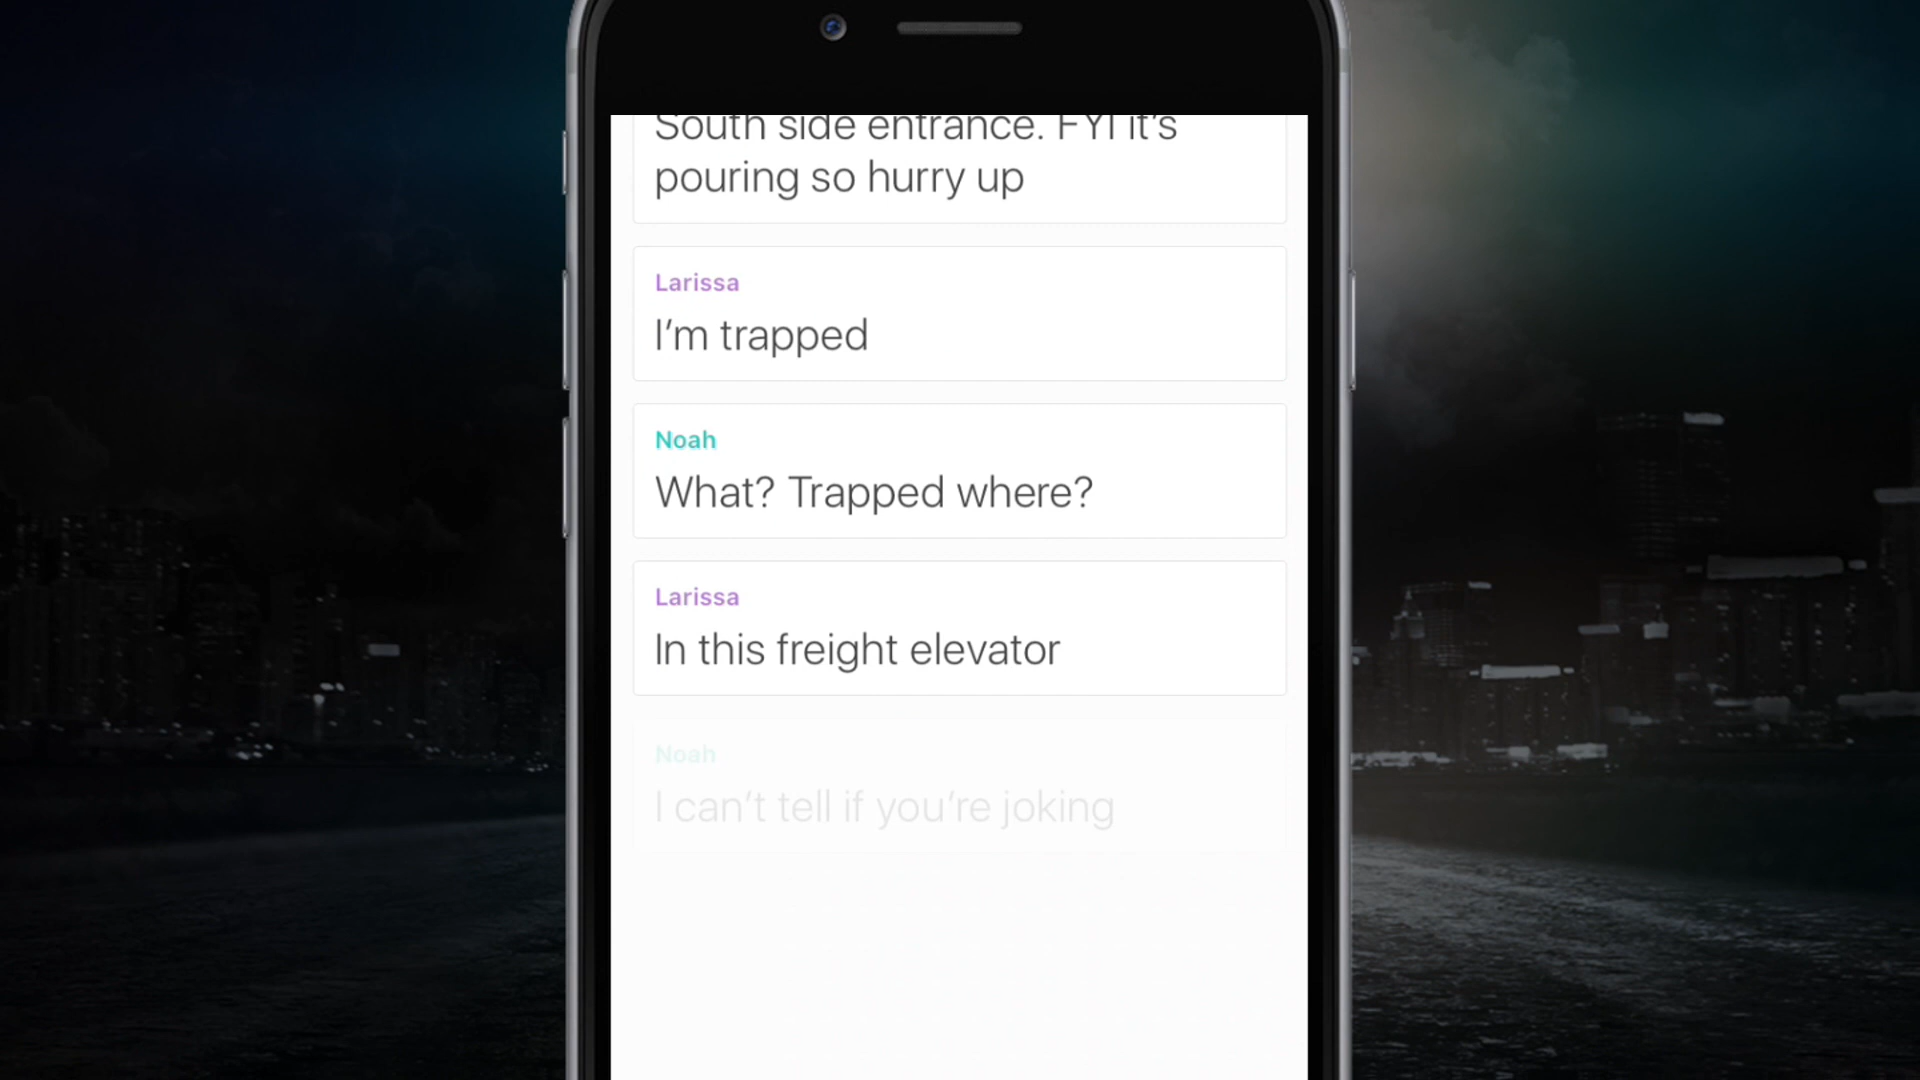 South side entrance. FYI it's
pouring so hurry up
Larissa
I'm trapped
Noah
What? Trapped where?
Larissa
In this freight elevator
Noah
I can't tell if you're joking